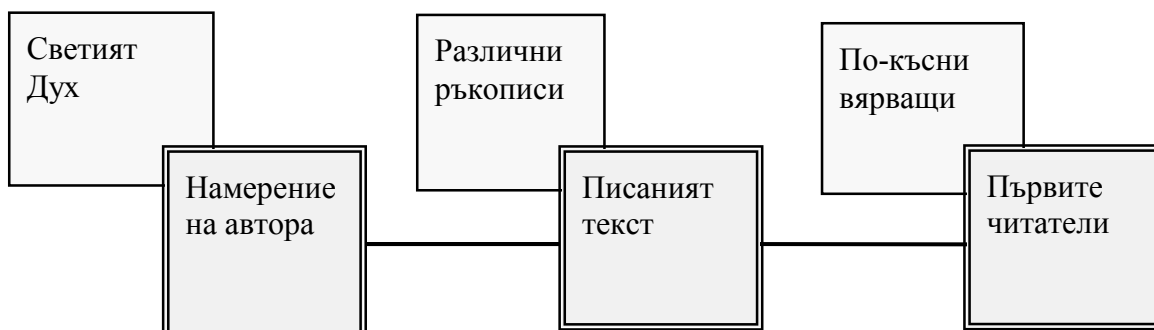 Светият
Дух
Различни
ръкописи
По-късни
вярващи
Намерение
на автора
Писаният
текст
Първите
читатели